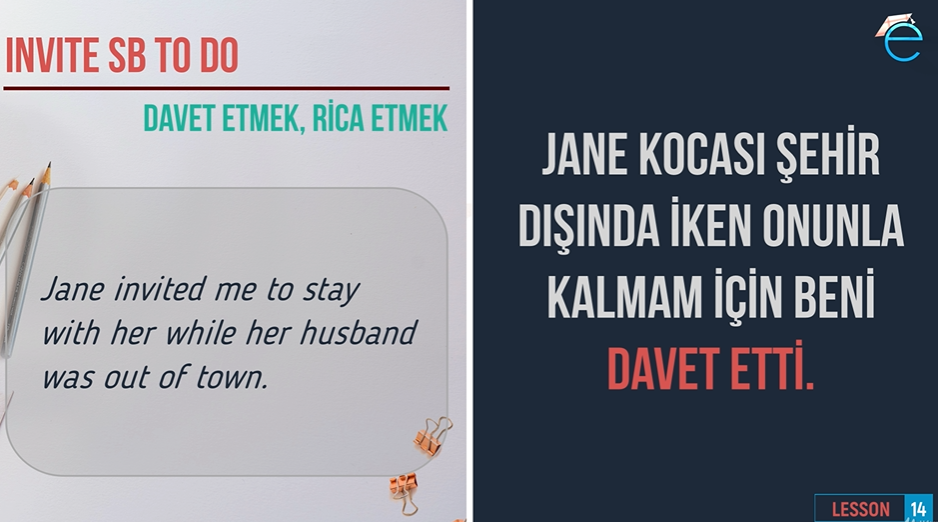 INVITE SB TO DO
DAVET ETMEK, RİCA ETMEK
Jane invited me to stay
with her while her husband
was out of town.
e
JANE KOCASI ŞEHİR
DIŞINDA İKEN ONUNLA
KALMAM İÇİN BENİ
DAVET ETTİ.
LESSON 14